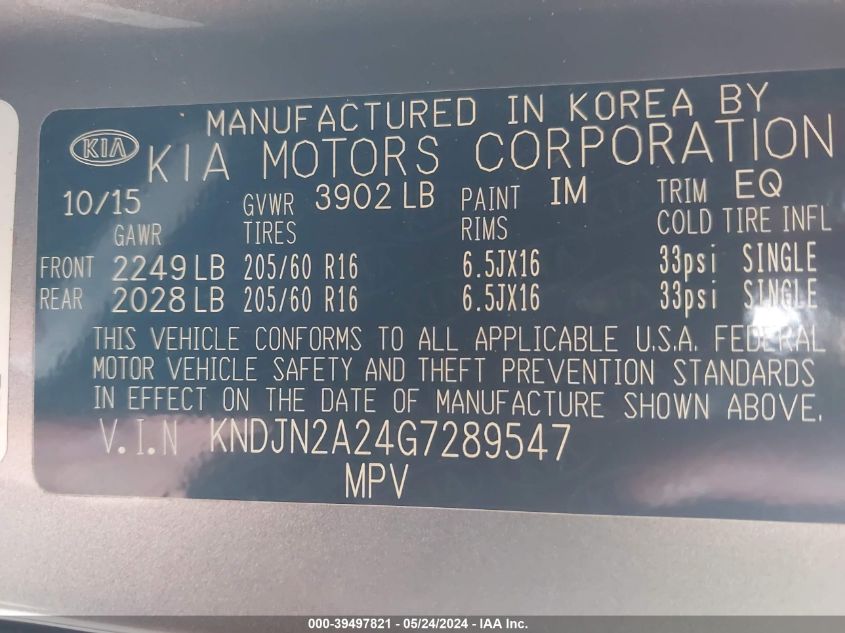 MANUFACTURED IN KOREA BY
KIA KIA MOTORS CORPORATION
10/15 GVWR 3902 LB PAINT IM TRIM EQ
GAWR TIRES RIMS COLD TIRE INFL
FRONT 2249 LB 205/60 R16 6.5JX16 33psi SINGLE
REAR 2028 LB 205/60 R16 6.5JX16 33psi SINGLE
THIS VEHICLE CONFORMS TO ALL APPLICABLE U.S.A. FEDERAL
MOTOR VEHICLE SAFETY AND THEFT PREVENTION STANDARDS
IN EFFECT ON THE DATE OF MANUFACTURE SHOWN ABOVE.
V.I.N KNDJN2A24G7289547
MPV
000-39497821 - 05/24/2024 - IAA Inc.